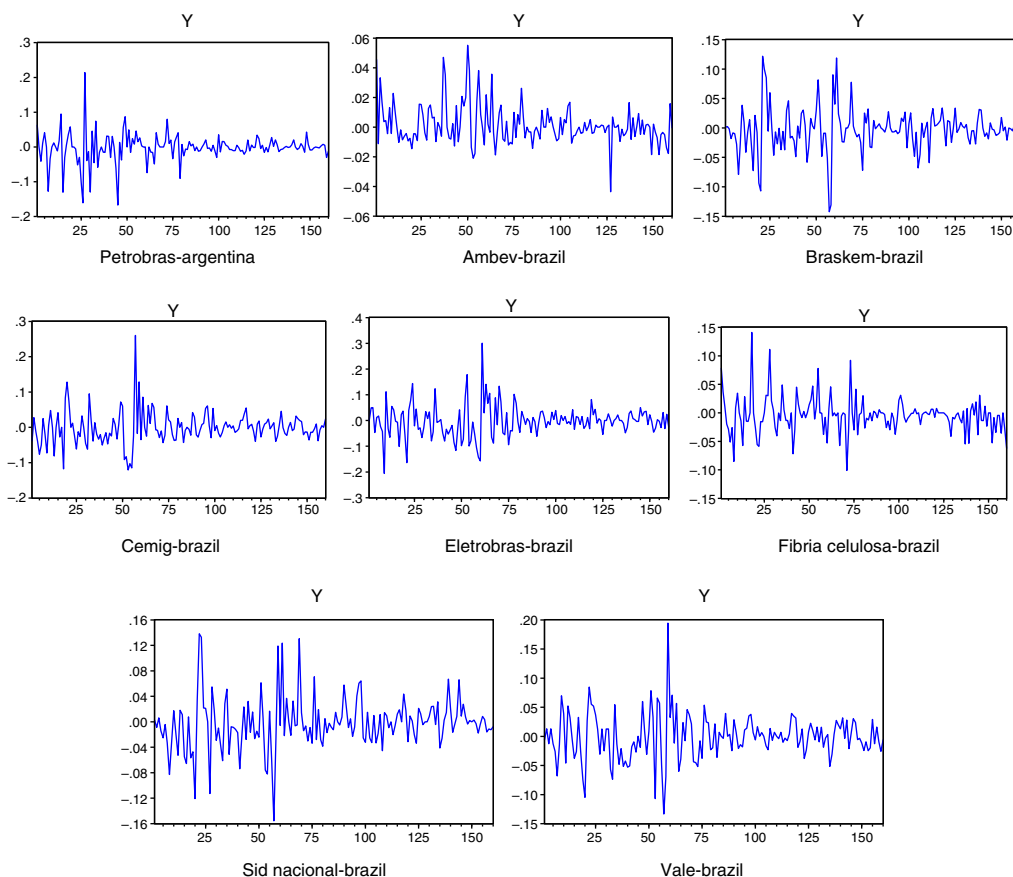 Y
.3
.2
.1
.0
–.1
–.2
25 50 75 100 125 150
Petrobras-argentina
Y
.06
.04
.02
.00
–.02
–.04
–.06
25 50 75 100 125 150
Ambev-brazil
Y
.15
.10
.05
.00
–.05
–.10
–.15
25 50 75 100 125 150
Braskem-brazil
Y
.3
.2
.1
.0
–.1
–.2
25 50 75 100 125 150
Cemig-brazil
Y
.4
.3
.2
.1
.0
–.1
–.2
–.3
25 50 75 100 125 150
Eletrobras-brazil
Y
.15
.10
.05
.00
–.05
–.10
–.15
25 50 75 100 125 150
Fibria celulosa-brazil
Y
.16
.12
.08
.04
.00
–.04
–.08
–.12
–.16
25 50 75 100 125 150
Sid nacional-brazil
Y
.20
.15
.10
.05
.00
–.05
–.10
–.15
25 50 75 100 125 150
Vale-brazil